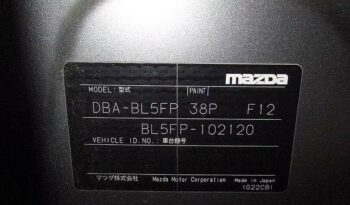 mazda
MODEL: 型式 PAINT
DBA-BL5FP 38P F12
BL5FP-102120
VEHICLE ID.NO.: 車台番号
マツダ株式会社 Mazda Motor Corporation Made in Japan
(G22CB)